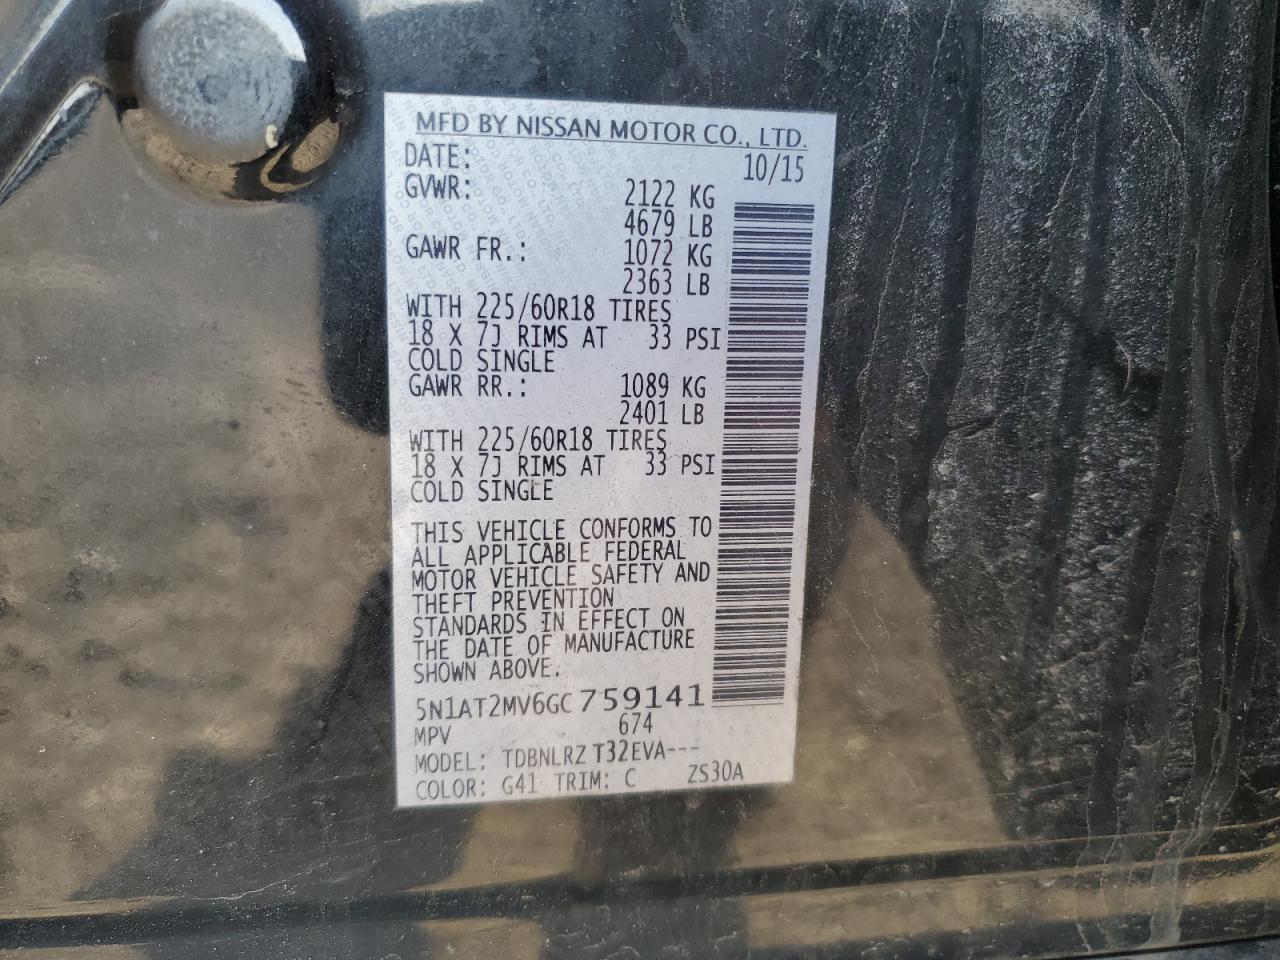 MFD BY NISSAN MOTOR CO., LTD.
DATE: 10/15
GVWR: 2122 KG
4679 LB
GAWR FR.: 1072 KG
2363 LB
WITH 225/60R18 TIRES
18 X 7J RIMS AT 33 PSI
COLD SINGLE
GAWR RR.: 1089 KG
2401 LB
WITH 225/60R18 TIRES
18 X 7J RIMS AT 33 PSI
COLD SINGLE
THIS VEHICLE CONFORMS TO
ALL APPLICABLE FEDERAL
MOTOR VEHICLE SAFETY AND
THEFT PREVENTION
STANDARDS IN EFFECT ON
THE DATE OF MANUFACTURE
SHOWN ABOVE.
5N1AT2MV6GC759141
MPV 674
MODEL: TDBNLRZ T32EVA---
COLOR: G41 TRIM: C ZS30A